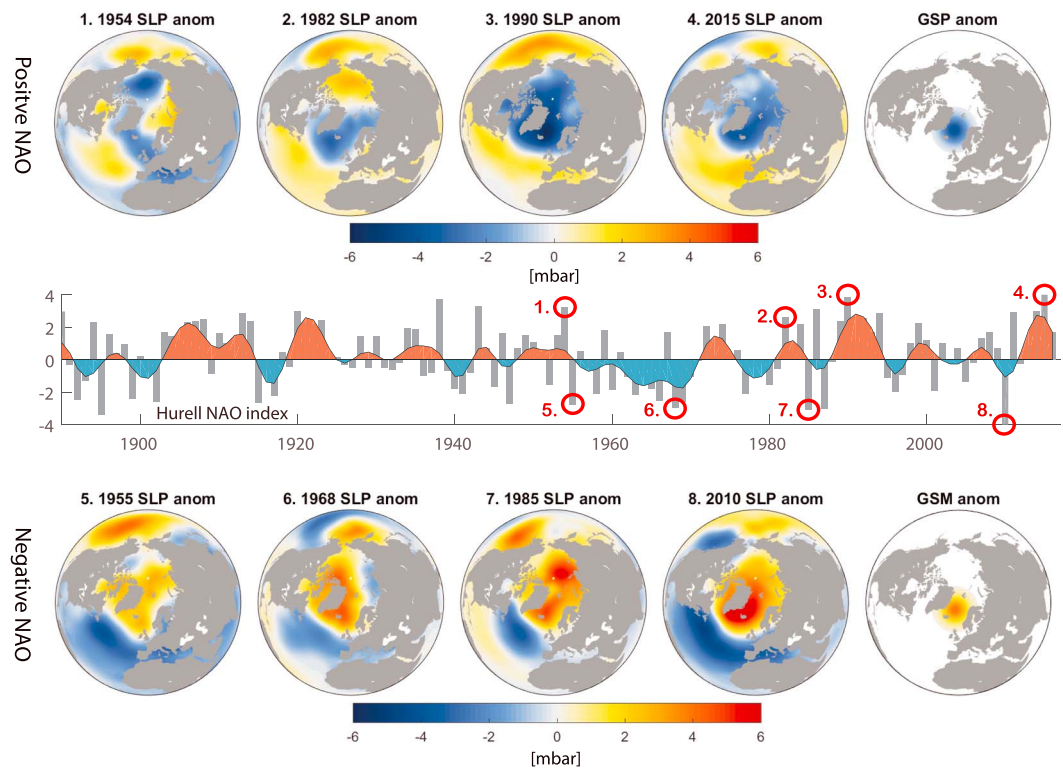 1. 1954 SLP anom
2. 1982 SLP anom
3. 1990 SLP anom
4. 2015 SLP anom
GSP anom
Positve NAO
-6 -4 -2 0 2 4 6
[mbar]
4
2
0
-2
-4
1.
2.
3.
4.
5.
6.
7.
8.
Hurell NAO index
1900 1920 1940 1960 1980 2000
5. 1955 SLP anom
6. 1968 SLP anom
7. 1985 SLP anom
8. 2010 SLP anom
GSM anom
Negative NAO
-6 -4 -2 0 2 4 6
[mbar]